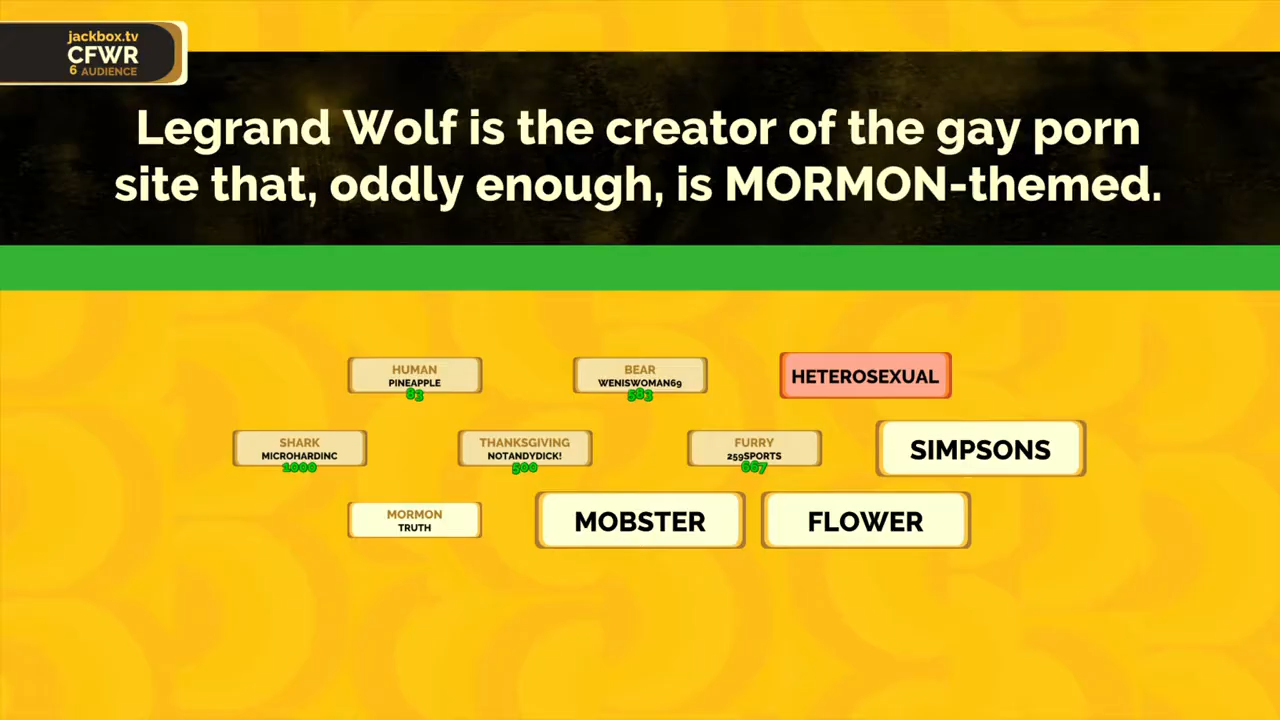 jackbox.tv
CFWR
6 AUDIENCE
Legrand Wolf is the creator of the gay porn
site that, oddly enough, is MORMON-themed.
HUMAN
PINEAPPLE
83
BEAR
WENISWOMAN69
583
HETEROSEXUAL
SHARK
MICROHARDINC
1000
THANKSGIVING
NOTANDYDICK!
500
FURRY
259SPORTS
667
SIMPSONS
MORMON
TRUTH
MOBSTER
FLOWER